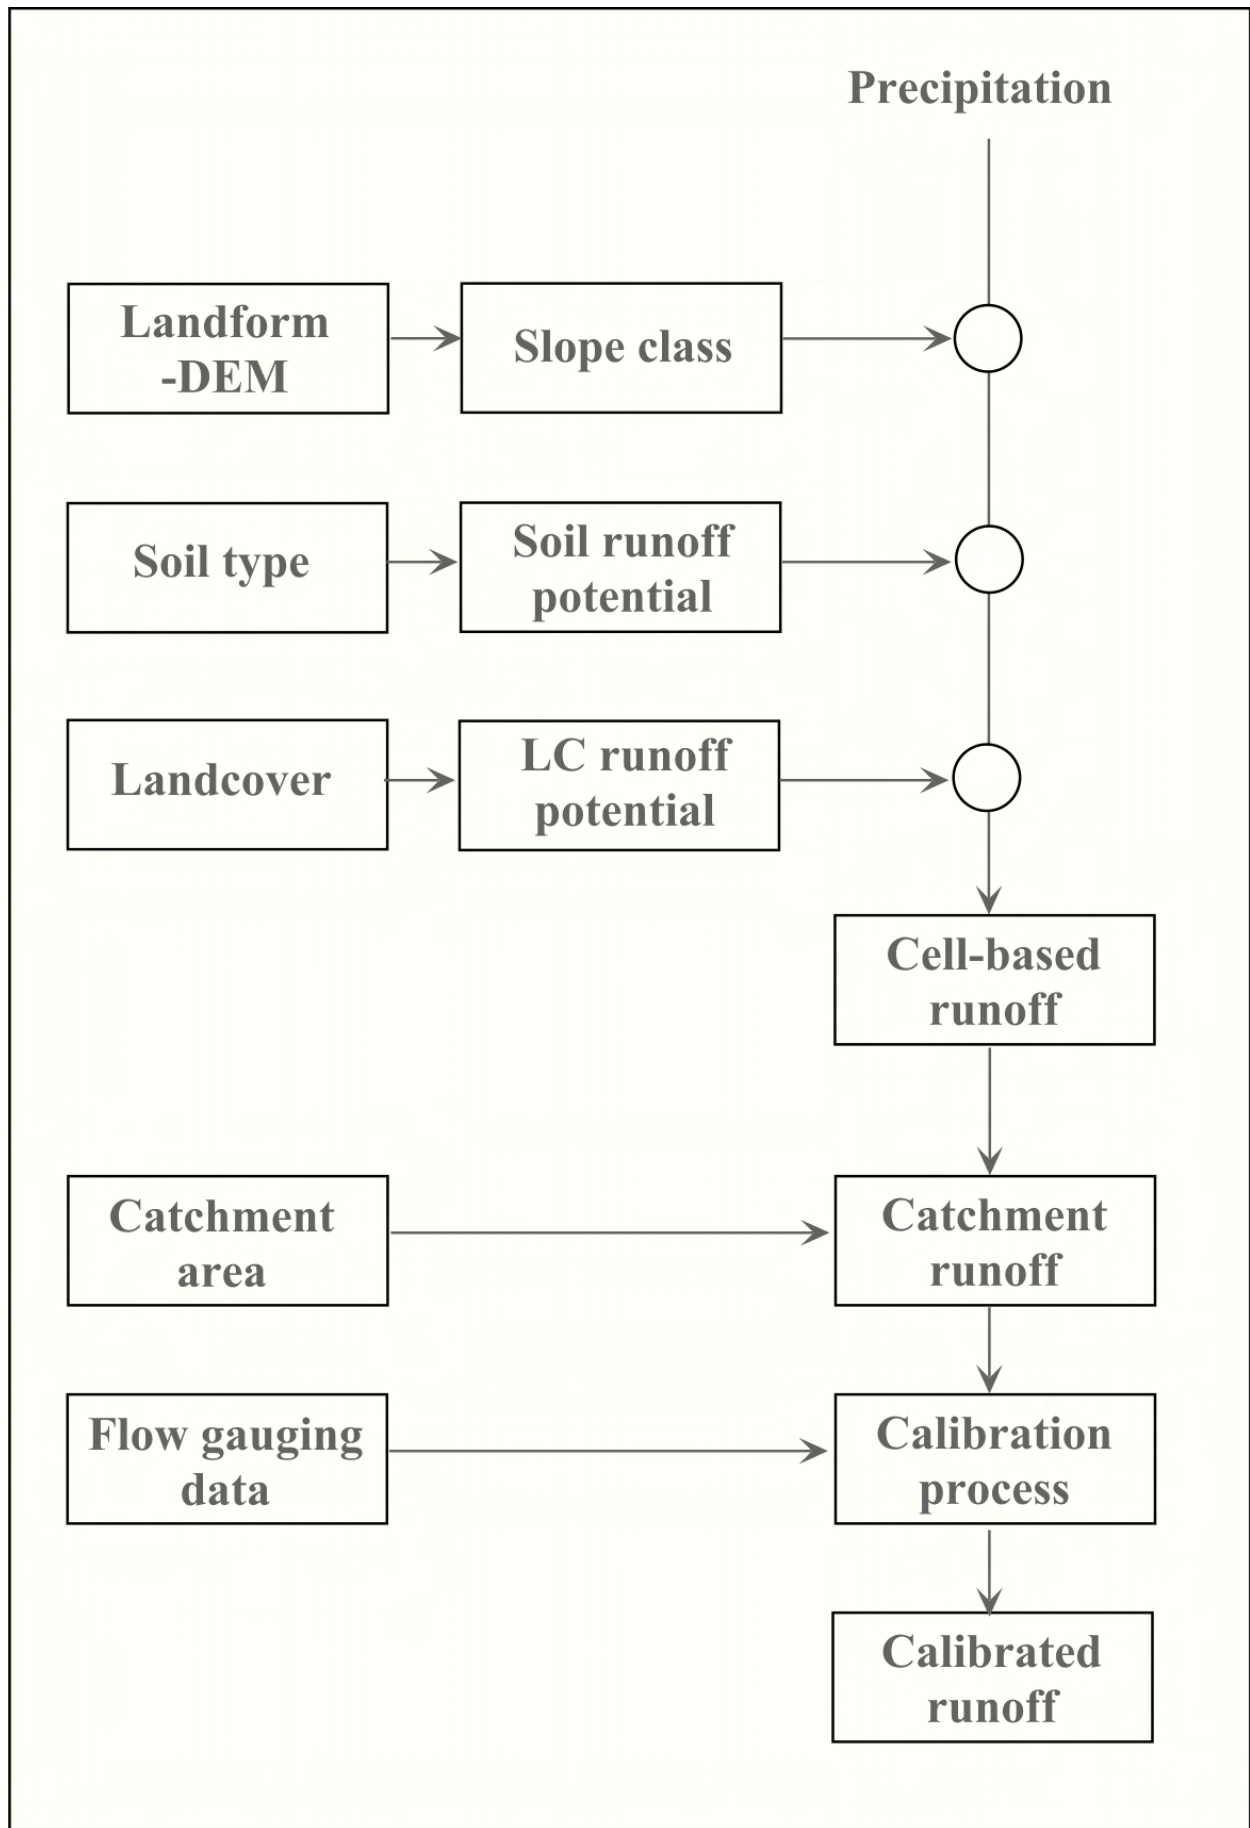 Precipitation
Landform
-DEM
Slope class
Soil type
Soil runoff
potential
Landcover
LC runoff
potential
Cell-based
runoff
Catchment
area
Catchment
runoff
Flow gauging
data
Calibration
process
Calibrated
runoff